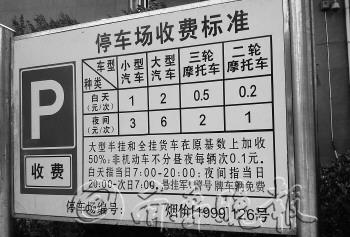 停车场收费标准
P
收费
车型 小型汽车 大型汽车 三轮摩托车 二轮摩托车
种类
白天(元/次) 1 2 0.5 0.2
夜间(元/次) 3 6 2 1
大型半挂和全挂货车在原基数上加收
50%:非机动车不分昼夜每辆次0.1元。
白天指当日7:00-20:00:夜间指当日
20:00-次日7:00.悬挂军、警号牌车辆免费
停车场编号: 烟价[1999]126号